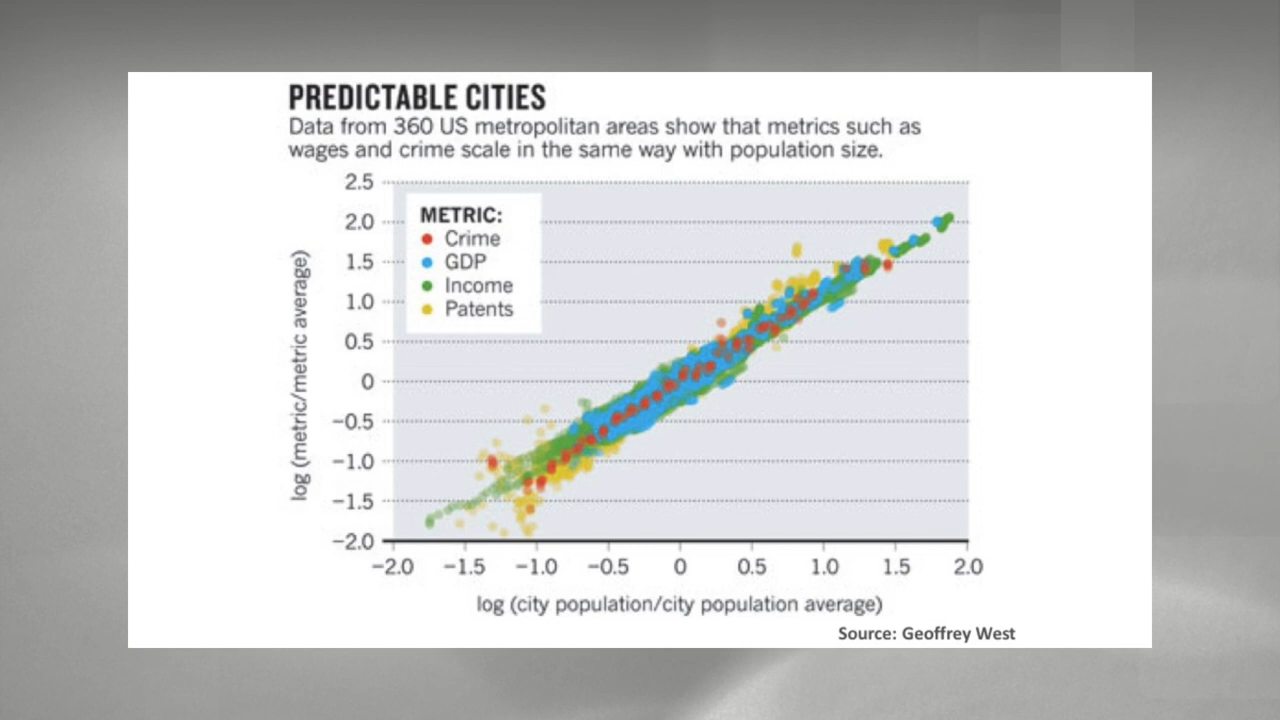 PREDICTABLE CITIES
Data from 360 US metropolitan areas show that metrics such as
wages and crime scale in the same way with population size.
2.5
2.0
1.5
1.0
0.5
0
−0.5
−1.0
−1.5
−2.0
log (metric/metric average)
METRIC:
Crime
GDP
Income
Patents
−2.0 −1.5 −1.0 −0.5 0 0.5 1.0 1.5 2.0
log (city population/city population average)
Source: Geoffrey West